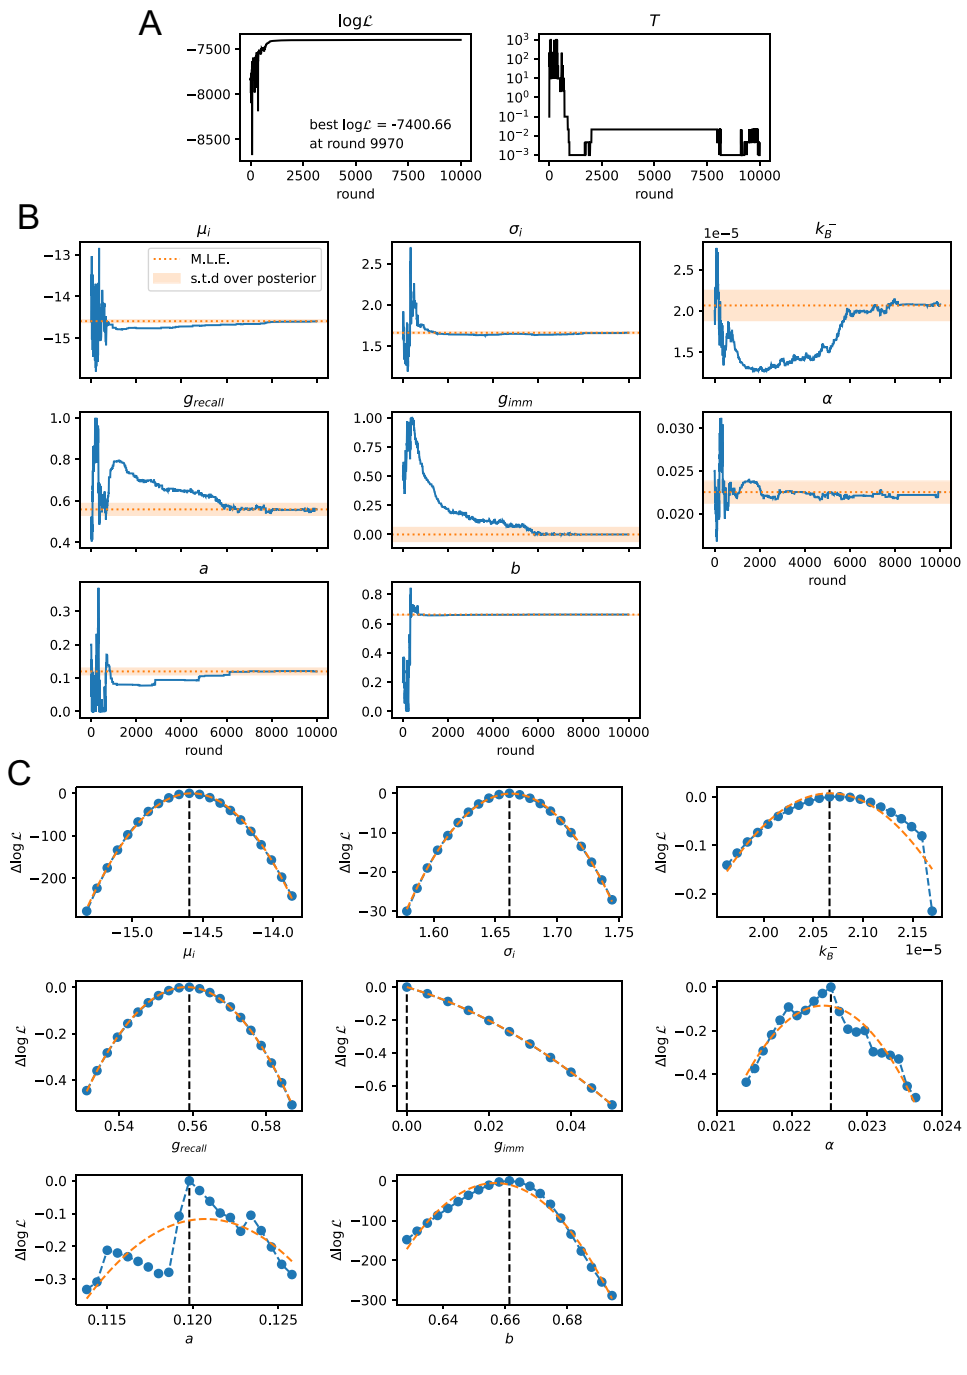 A
log𝓛
−7500
−8000
−8500
best log𝓛 = -7400.66
at round 9970
0 2500 5000 7500 10000
round
T
10³
10²
10¹
10⁰
10⁻¹
10⁻²
10⁻³
0 2500 5000 7500 10000
round
B
μᵢ
−13
−14
−15
M.L.E.
s.t.d over posterior
σᵢ
2.5
2.0
1.5
k_B⁻
1e−5
2.5
2.0
1.5
g_recall
1.0
0.8
0.6
0.4
g_imm
1.00
0.75
0.50
0.25
0.00
α
0.030
0.025
0.020
0 2000 4000 6000 8000 10000
round
a
0.3
0.2
0.1
0.0
0 2000 4000 6000 8000 10000
round
b
0.8
0.6
0.4
0.2
0.0
0 2000 4000 6000 8000 10000
round
C
Δlog𝓛
0
−100
−200
−15.0 −14.5 −14.0
μᵢ
Δlog𝓛
0
−10
−20
−30
1.60 1.65 1.70 1.75
σᵢ
Δlog𝓛
0.0
−0.1
−0.2
2.00 2.05 2.10 2.15
1e−5
k_B⁻
Δlog𝓛
0.0
−0.2
−0.4
0.54 0.56 0.58
g_recall
Δlog𝓛
0.0
−0.2
−0.4
−0.6
0.00 0.02 0.04
g_imm
Δlog𝓛
0.0
−0.2
−0.4
0.021 0.022 0.023 0.024
α
Δlog𝓛
0.0
−0.1
−0.2
−0.3
0.115 0.120 0.125
a
Δlog𝓛
0
−100
−200
−300
0.64 0.66 0.68
b